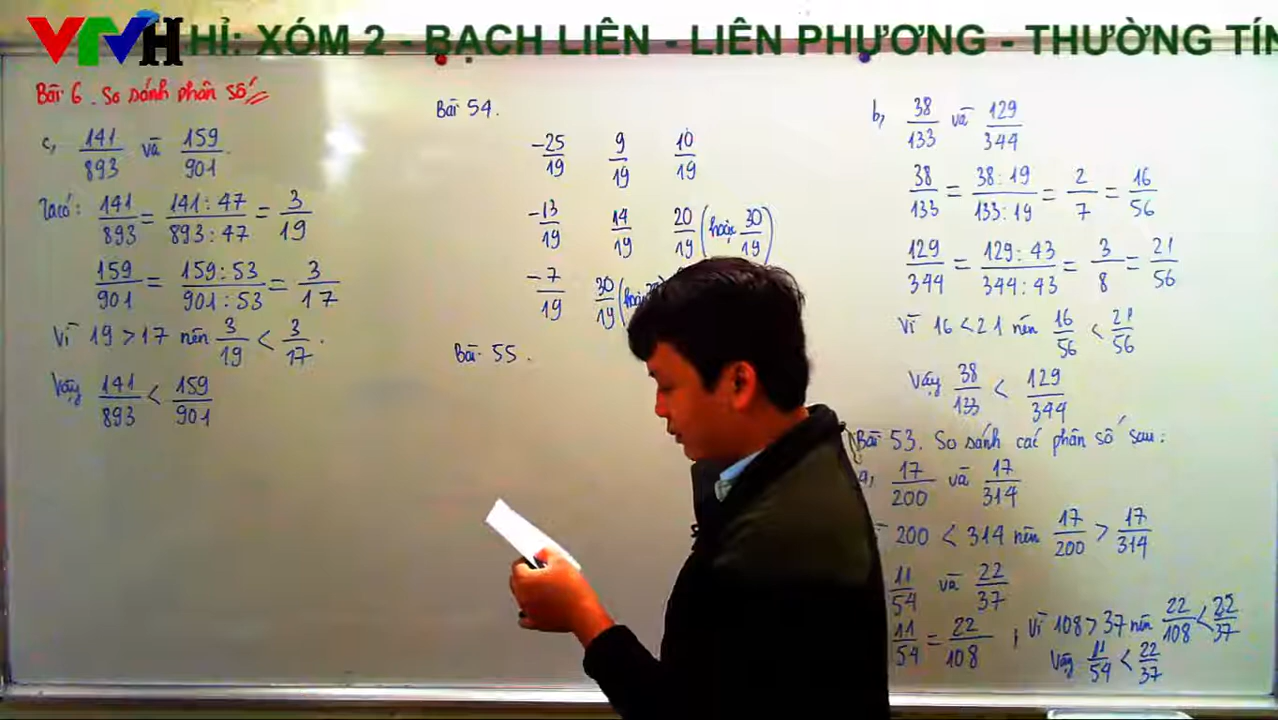 VTVH HỈ: XÓM 2 - BẠCH LIÊN - LIÊN PHƯỢNG - THƯỜNG TÍN
Bài 6. So sánh phân số
c, 141/893 và 159/901.
Ta có: 141/893 = 141:47/893:47 = 3/19
159/901 = 159:53/901:53 = 3/17
Vì 19 > 17 nên 3/19 < 3/17.
Vậy 141/893 < 159/901
Bài 54.
-25/19 9/19 10/19
-13/19 14/19 20/19 (hoặc 30/19)
-7/19 30/19 (hoặc
Bài 55.
b, 38/133 và 129/344
38/133 = 38:19/133:19 = 2/7 = 16/56
129/344 = 129:43/344:43 = 3/8 = 21/56
Vì 16 < 21 nên 16/56 < 21/56
Vậy 38/133 < 129/344
Bài 53. So sánh các phân số sau:
a, 17/200 và 17/314
200 < 314 nên 17/200 > 17/314
11/54 và 22/37
11/54 = 22/108 ; Vì 108 > 37 nên 22/108 < 22/37
Vậy 11/54 < 22/37